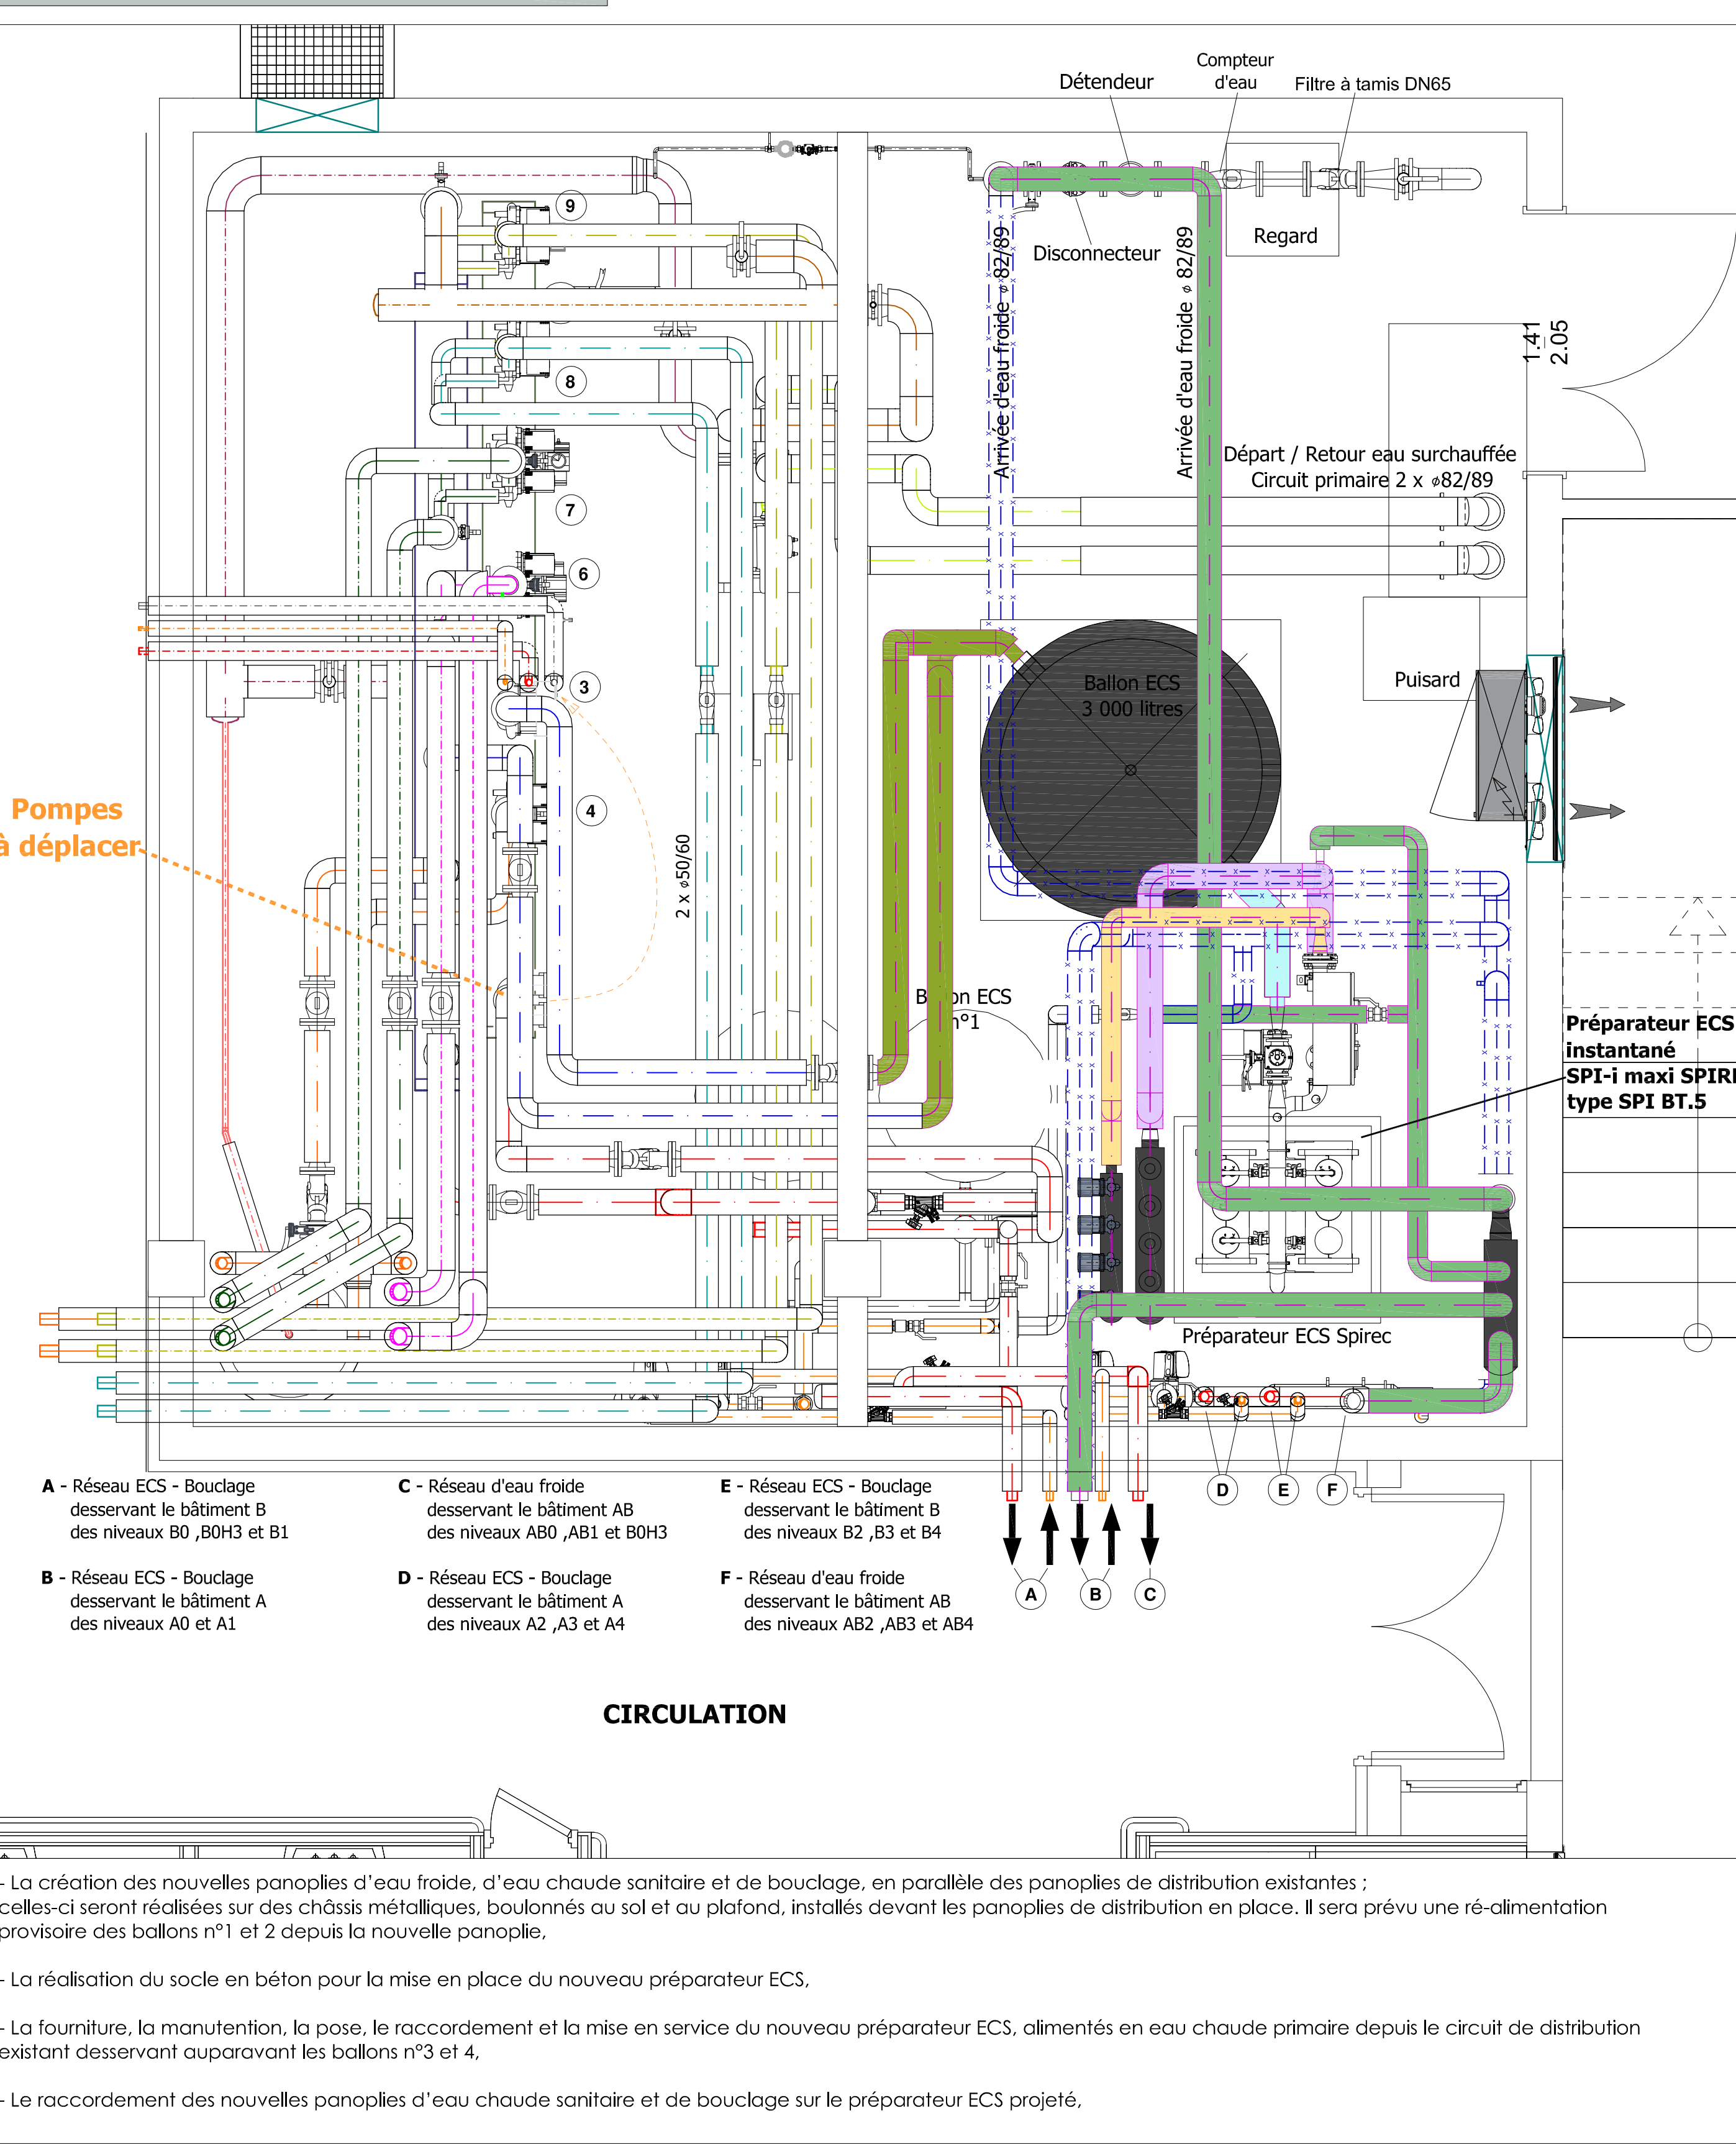 Compteur
d'eau
Détendeur
Filtre à tamis DN65
Disconnecteur
Regard
Arrivée d'eau froide ⌀ 82/89
Arrivée d'eau froide ⌀ 82/89
1.41
2.05
9
8
7
6
3
4
Départ / Retour eau surchauffée
Circuit primaire 2 x ⌀82/89
Ballon ECS
3 000 litres
Puisard
Pompes
à déplacer
2 x ⌀50/60
ECS
n°1
Préparateur ECS
instantané
SPI-i maxi
type SPI BT.5
Préparateur ECS Spirec
A - Réseau ECS - Bouclage
desservant le bâtiment B
des niveaux B0 ,B0H3 et B1
B - Réseau ECS - Bouclage
desservant le bâtiment A
des niveaux A0 et A1
C - Réseau d'eau froide
desservant le bâtiment AB
des niveaux AB0 ,AB1 et B0H3
D - Réseau ECS - Bouclage
desservant le bâtiment A
des niveaux A2 ,A3 et A4
E - Réseau ECS - Bouclage
desservant le bâtiment B
des niveaux B2 ,B3 et B4
F - Réseau d'eau froide
desservant le bâtiment AB
des niveaux AB2 ,AB3 et AB4
D
E
F
A
B
C
CIRCULATION
- La création des nouvelles panoplies d'eau froide, d'eau chaude sanitaire et de bouclage, en parallèle des panoplies de distribution existantes ;
celles-ci seront réalisées sur des châssis métalliques, boulonnés au sol et au plafond, installés devant les panoplies de distribution en place. Il sera prévu une ré-alimentation
provisoire des ballons n°1 et 2 depuis la nouvelle panoplie,
- La réalisation du socle en béton pour la mise en place du nouveau préparateur ECS,
- La fourniture, la manutention, la pose, le raccordement et la mise en service du nouveau préparateur ECS, alimentés en eau chaude primaire depuis le circuit de distribution
existant desservant auparavant les ballons n°3 et 4,
- Le raccordement des nouvelles panoplies d'eau chaude sanitaire et de bouclage sur le préparateur ECS projeté,